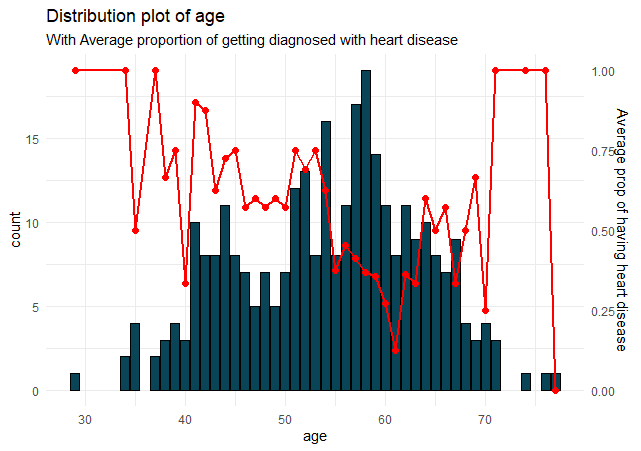 Distribution plot of age
With Average proportion of getting diagnosed with heart disease
count
15
10
5
0
1.00
0.75
0.50
0.25
0.00
Average prop of having heart disease
30 40 50 60 70
age